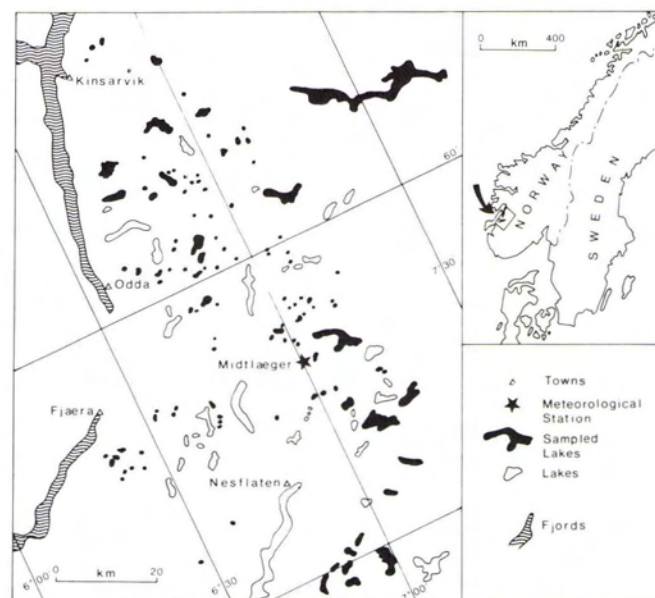 Kinsarvik
Odda
Midtlaeger
Fjaera
Nesflaten
60
7°30
0 20
km
6°00
6°30
7°00
0 400
km
NORWAY
SWEDEN
Towns
Meteorological
Station
Sampled
Lakes
Lakes
Fjords